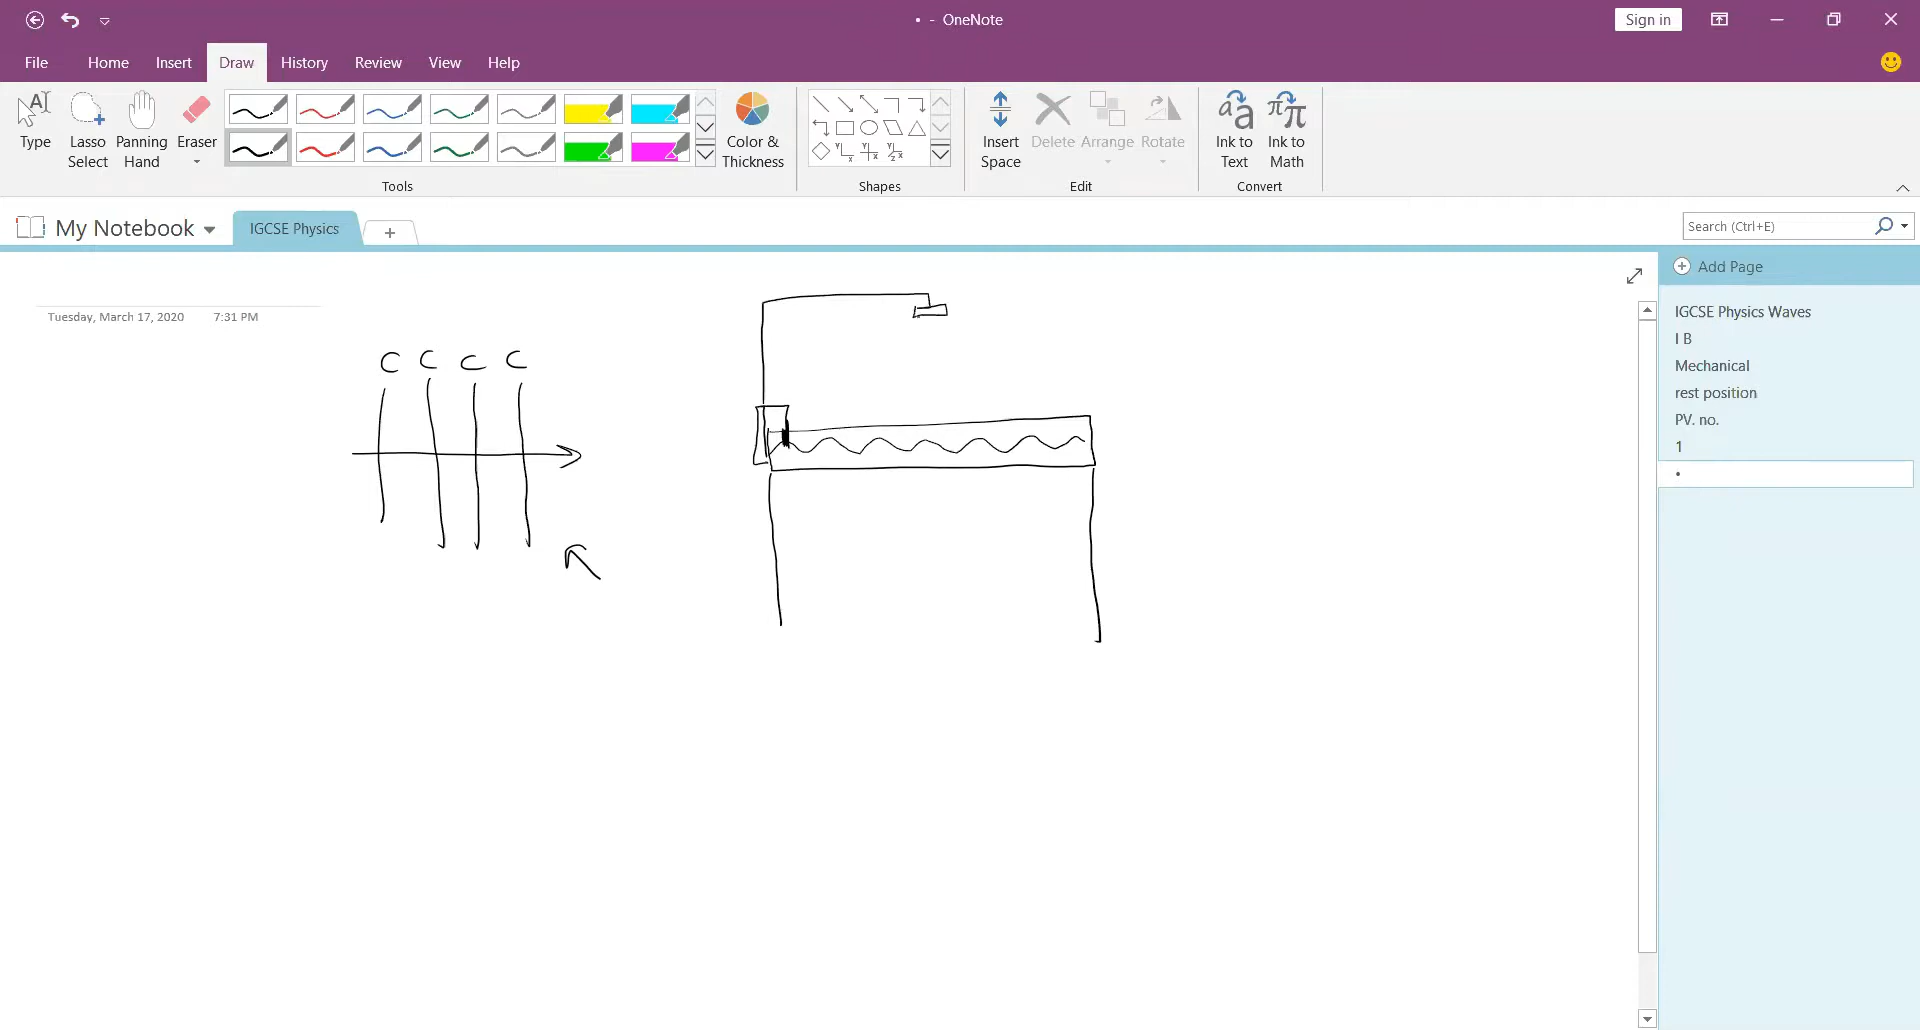 • - OneNote
Sign in
File Home Insert Draw History Review View Help
Type
Lasso Select
Panning Hand
Eraser
Color & Thickness
Insert Space
Delete
Arrange
Rotate
Ink to Text
Ink to Math
Tools
Shapes
Edit
Convert
My Notebook
IGCSE Physics
+
Search (Ctrl+E)
Add Page
Tuesday, March 17, 2020 7:31 PM
C C C C
IGCSE Physics Waves
I B
Mechanical
rest position
PV. no.
1
•